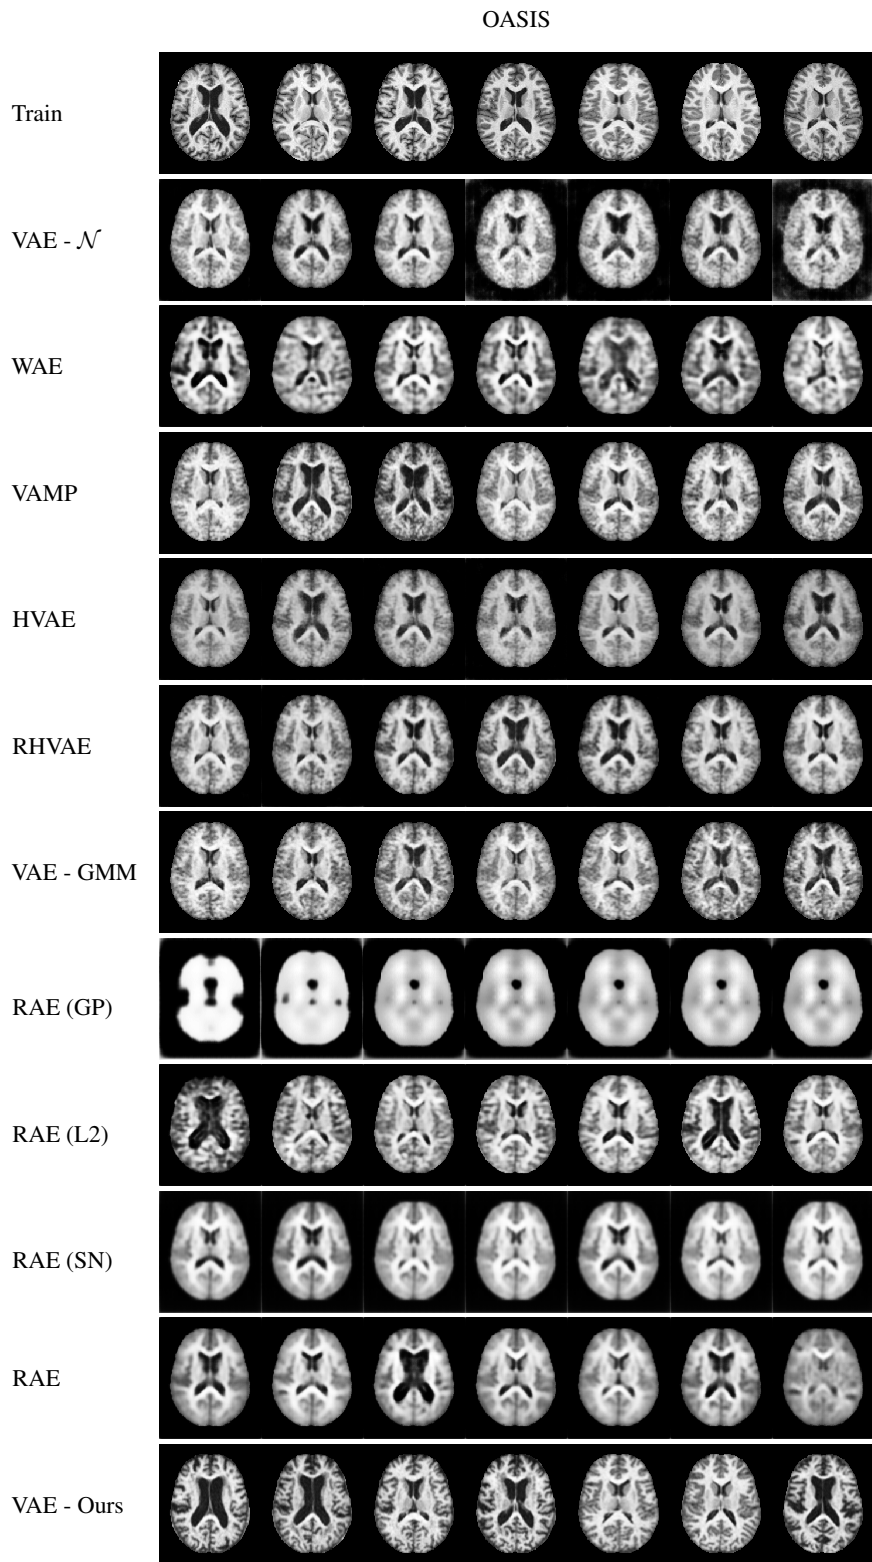 OASIS
Train
VAE - 𝒩
WAE
VAMP
HVAE
RHVAE
VAE - GMM
RAE (GP)
RAE (L2)
RAE (SN)
RAE
VAE - Ours